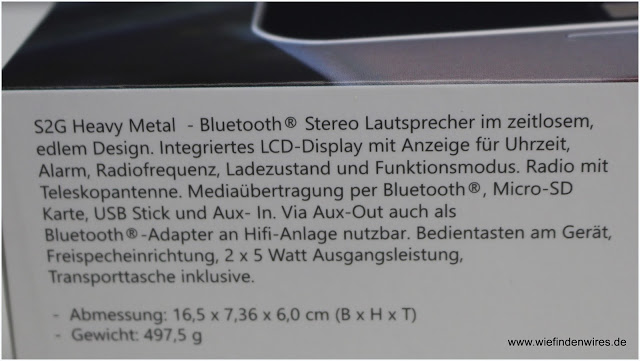 S2G Heavy Metal - Bluetooth® Stereo Lautsprecher im zeitlosem,
edlem Design. Integriertes LCD-Display mit Anzeige für Uhrzeit,
Alarm, Radiofrequenz, Ladezustand und Funktionsmodus. Radio mit
Teleskopantenne. Mediaübertragung per Bluetooth®, Micro-SD
Karte, USB Stick und Aux- In. Via Aux-Out auch als
Bluetooth®-Adapter an Hifi-Anlage nutzbar. Bedientasten am Gerät,
Freispecheinrichtung, 2 x 5 Watt Ausgangsleistung,
Transporttasche inklusive.
- Abmessung: 16,5 x 7,36 x 6,0 cm (B x H x T)
- Gewicht: 497,5 g
www.wiefindenwires.de